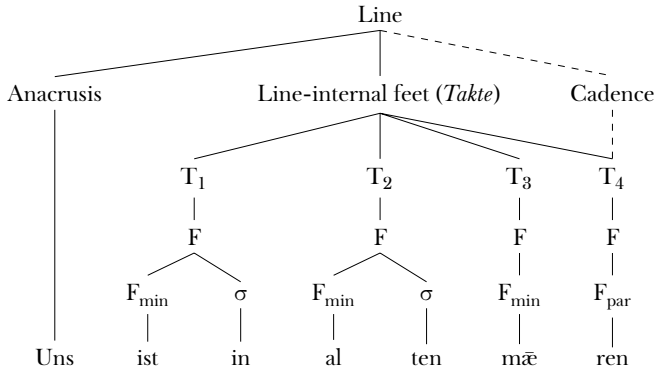 Line
Anacrusis Line-internal feet (Takte) Cadence
T₁ T₂ T₃ T₄
F F F F
Fmin σ Fmin σ Fmin Fpar
Uns ist in al ten mǣ ren